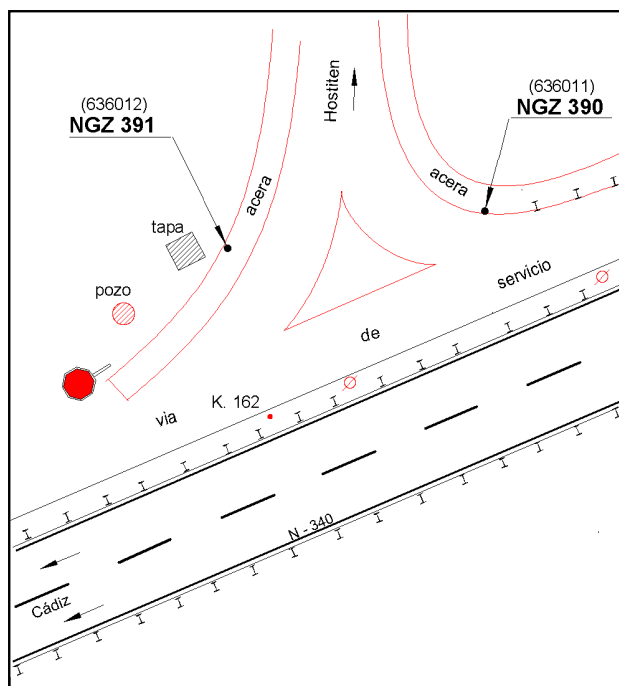 (636012)
NGZ 391
(636011)
NGZ 390
Hostiten
acera
acera
tapa
pozo
servicio
de
via
K. 162
N - 340
Cádiz